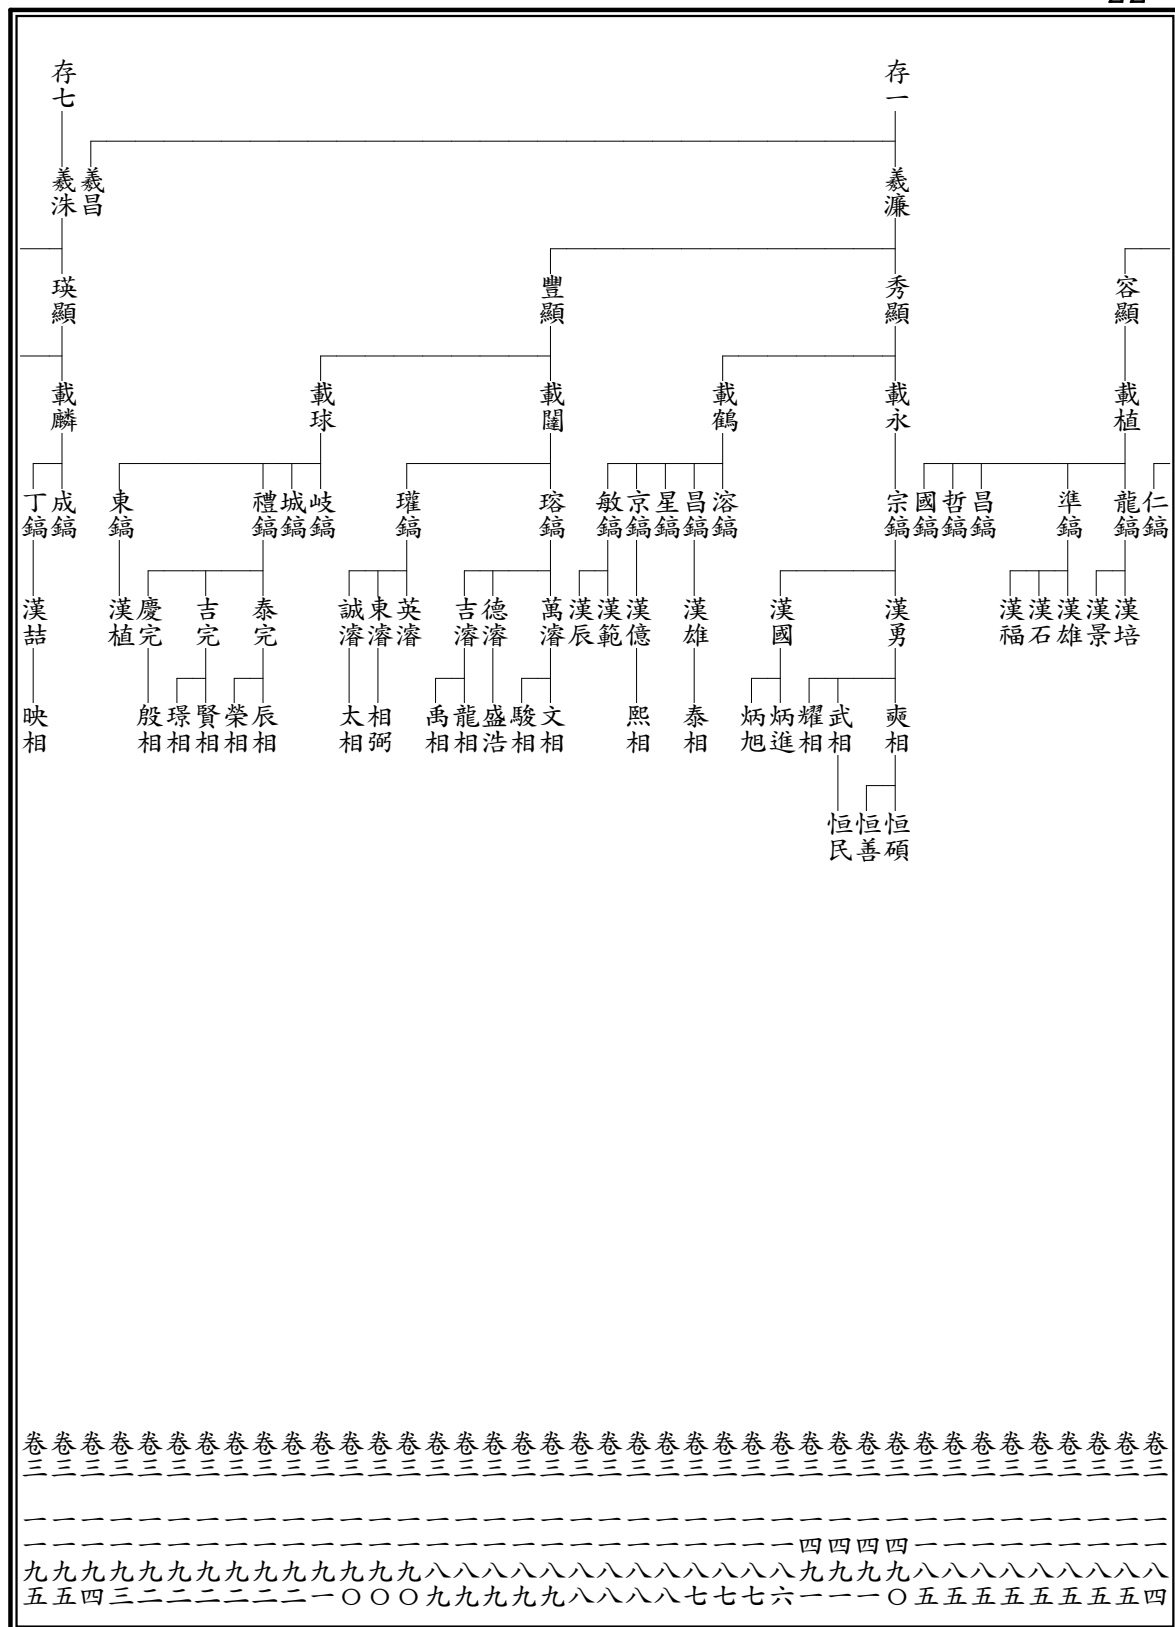 存一
存七
羲濂
羲昌
羲洙
容顯
秀顯
豐顯
瑛顯
載植
載永
載鶴
載闥
載球
載麟
仁鎬
龍鎬
準鎬
昌鎬
哲鎬
國鎬
宗鎬
溶鎬
昌鎬
星鎬
京鎬
敏鎬
瑢鎬
瓘鎬
岐鎬
城鎬
禮鎬
東鎬
成鎬
丁鎬
漢培
漢景
漢雄
漢石
漢福
漢勇
漢國
漢雄
漢億
漢範
漢辰
萬濬
德濬
吉濬
英濬
東濬
誠濬
泰完
吉完
慶完
漢植
漢喆
奭相
武相
耀相
炳進
炳旭
泰相
熙相
文相
駿相
盛浩
龍相
禹相
相弼
太相
辰相
榮相
賢相
璟相
殷相
映相
恒碩
恒善
恒民
卷三 一一八四
卷三 一一八五
卷三 一一八五
卷三 一一八五
卷三 一一八五
卷三 一一八五
卷三 一一八五
卷三 一一八五
卷三 一一八五
卷三 一四九〇
卷三 一四九一
卷三 一四九一
卷三 一四九一
卷三 一一八六
卷三 一一八七
卷三 一一八七
卷三 一一八七
卷三 一一八八
卷三 一一八八
卷三 一一八八
卷三 一一八八
卷三 一一八九
卷三 一一八九
卷三 一一八九
卷三 一一八九
卷三 一一八九
卷三 一一九〇
卷三 一一九〇
卷三 一一九〇
卷三 一一九一
卷三 一一九二
卷三 一一九二
卷三 一一九二
卷三 一一九二
卷三 一一九二
卷三 一一九二
卷三 一一九三
卷三 一一九四
卷三 一一九五
卷三 一一九五